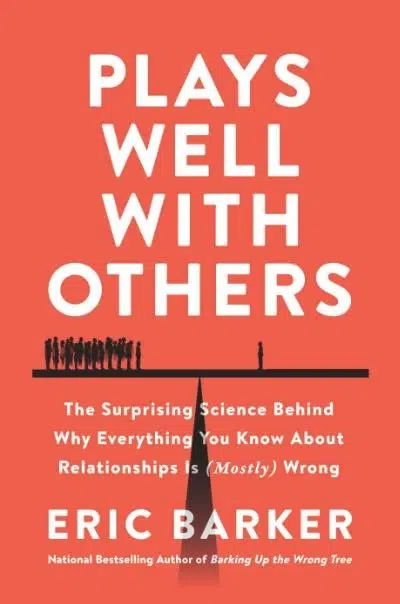 PLAYS
WELL
WITH
OTHERS
The Surprising Science Behind
Why Everything You Know About
Relationships Is (Mostly) Wrong
ERIC BARKER
National Bestselling Author of Barking Up the Wrong Tree